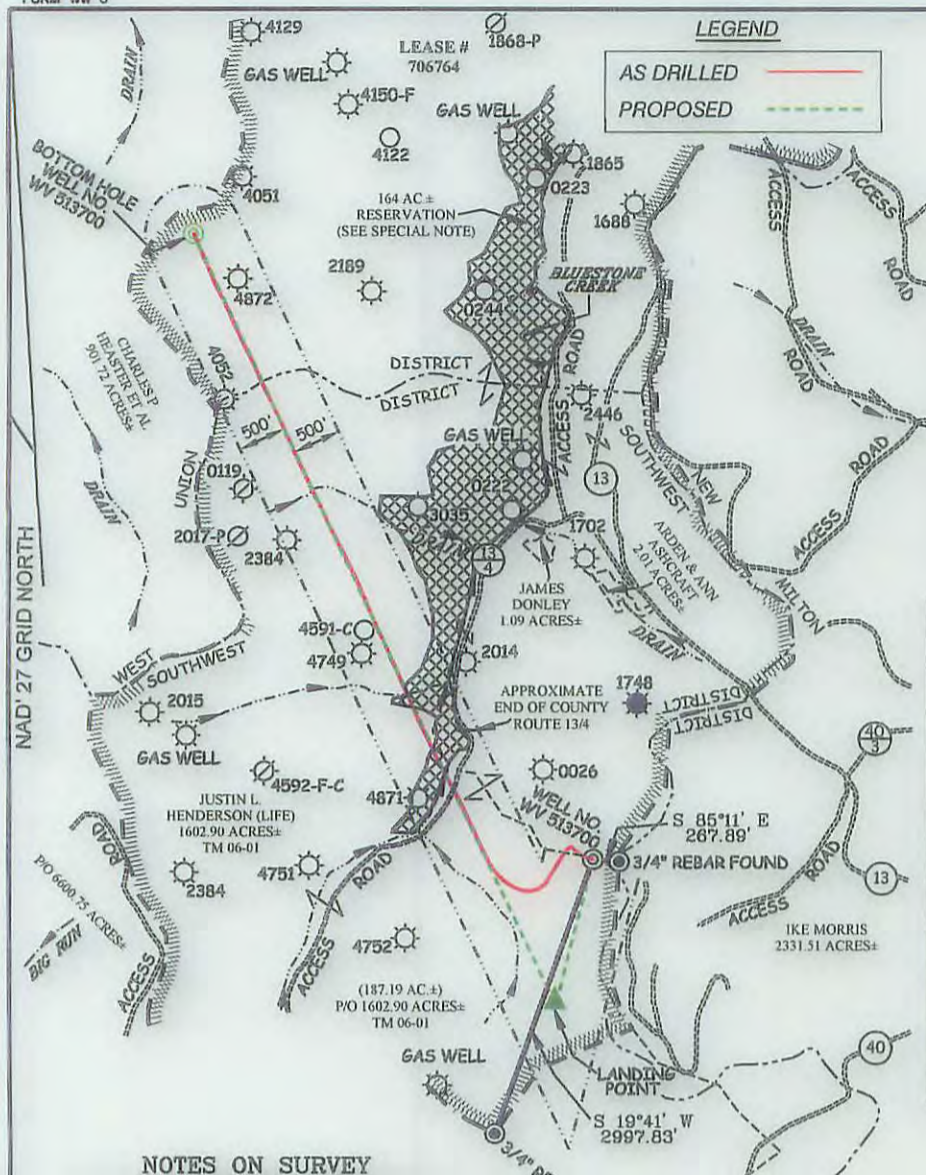 LEGEND
AS DRILLED
PROPOSED
4129
1868-P
LEASE #
706764
DRAIN
GAS WELL
4150-F
GAS WELL
4122
1865
BOTTOM HOLE
WELL NO.
WV 513700
4051
0223
164 AC.±
RESERVATION
(SEE SPECIAL NOTE)
1688
ACCESS
ACCESS
ROAD
2189
4872
BLUESTONE
CREEK
0244
DRAIN
ROAD
ROAD
CHARLES P
HEASTER ET AL
901.72 ACRES±
4052
DISTRICT
DISTRICT
2446
ACCESS
500'
500'
GAS WELL
13
SOUTHWEST
NEW
ROAD
ACCESS
0119
UNION
DRAIN
0222
3035
DRAIN
2017-P
2384
13
4
1702
ARDEN & ANN
ASHCRAFT
2.01 ACRES±
MILTON
JAMES
DONLEY
1.09 ACRES±
DRAIN
NAD' 27 GRID NORTH
4591-C
4749
2014
WEST
SOUTHWEST
2015
1748
DISTRICT
DISTRICT
APPROXIMATE
END OF COUNTY
ROUTE 13/4
40
3
GAS WELL
4592-F-C
0026
JUSTIN L.
HENDERSON (LIFE)
1602.90 ACRES±
TM 06-01
4871
WELL NO.
WV 513700
S 85°11' E
267.89'
3/4" REBAR FOUND
ROAD
2384
4751
ROAD
ROAD
13
ACCESS
P/O 6600.75 ACRES±
BIG RUN
ACCESS
4752
ACCESS
IKE MORRIS
2331.51 ACRES±
(187.19 AC.±)
P/O 1602.90 ACRES±
TM 06-01
40
GAS WELL
LANDING
POINT
S 19°41' W
2997.83'
3/4"
NOTES ON SURVEY